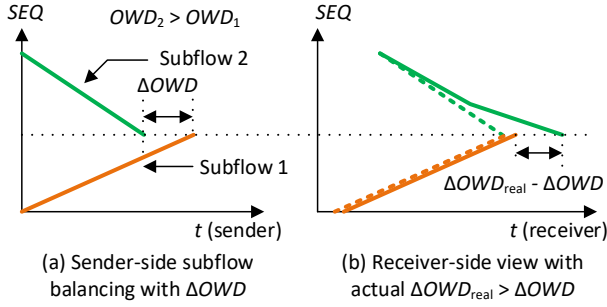 SEQ
OWD2 > OWD1
Subflow 2
ΔOWD
Subflow 1
t (sender)
(a) Sender-side subflow
balancing with ΔOWD
SEQ
ΔOWDreal - ΔOWD
t (receiver)
(b) Receiver-side view with
actual ΔOWDreal > ΔOWD